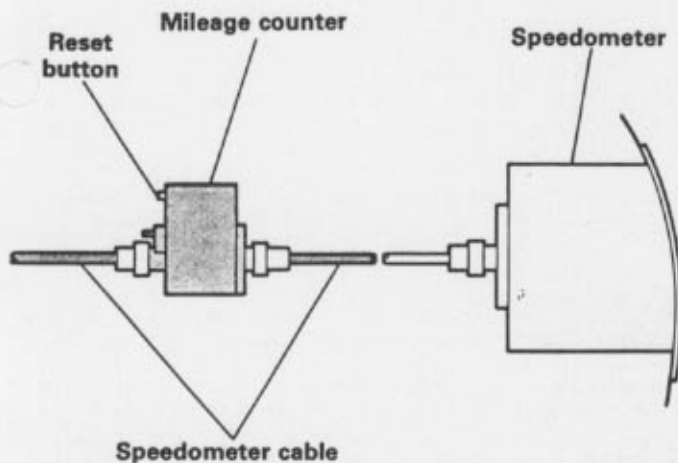 Mileage counter
Reset
button
Speedometer
Speedometer cable